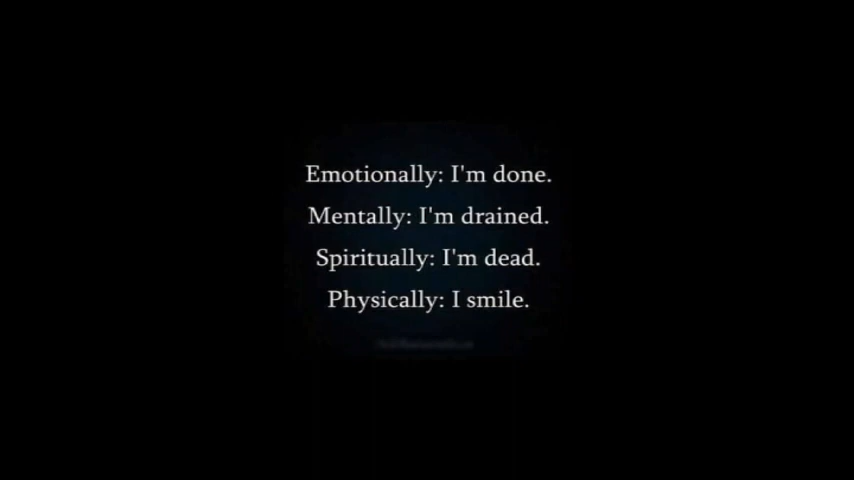 Emotionally: I'm done.
Mentally: I'm drained.
Spiritually: I'm dead.
Physically: I smile.